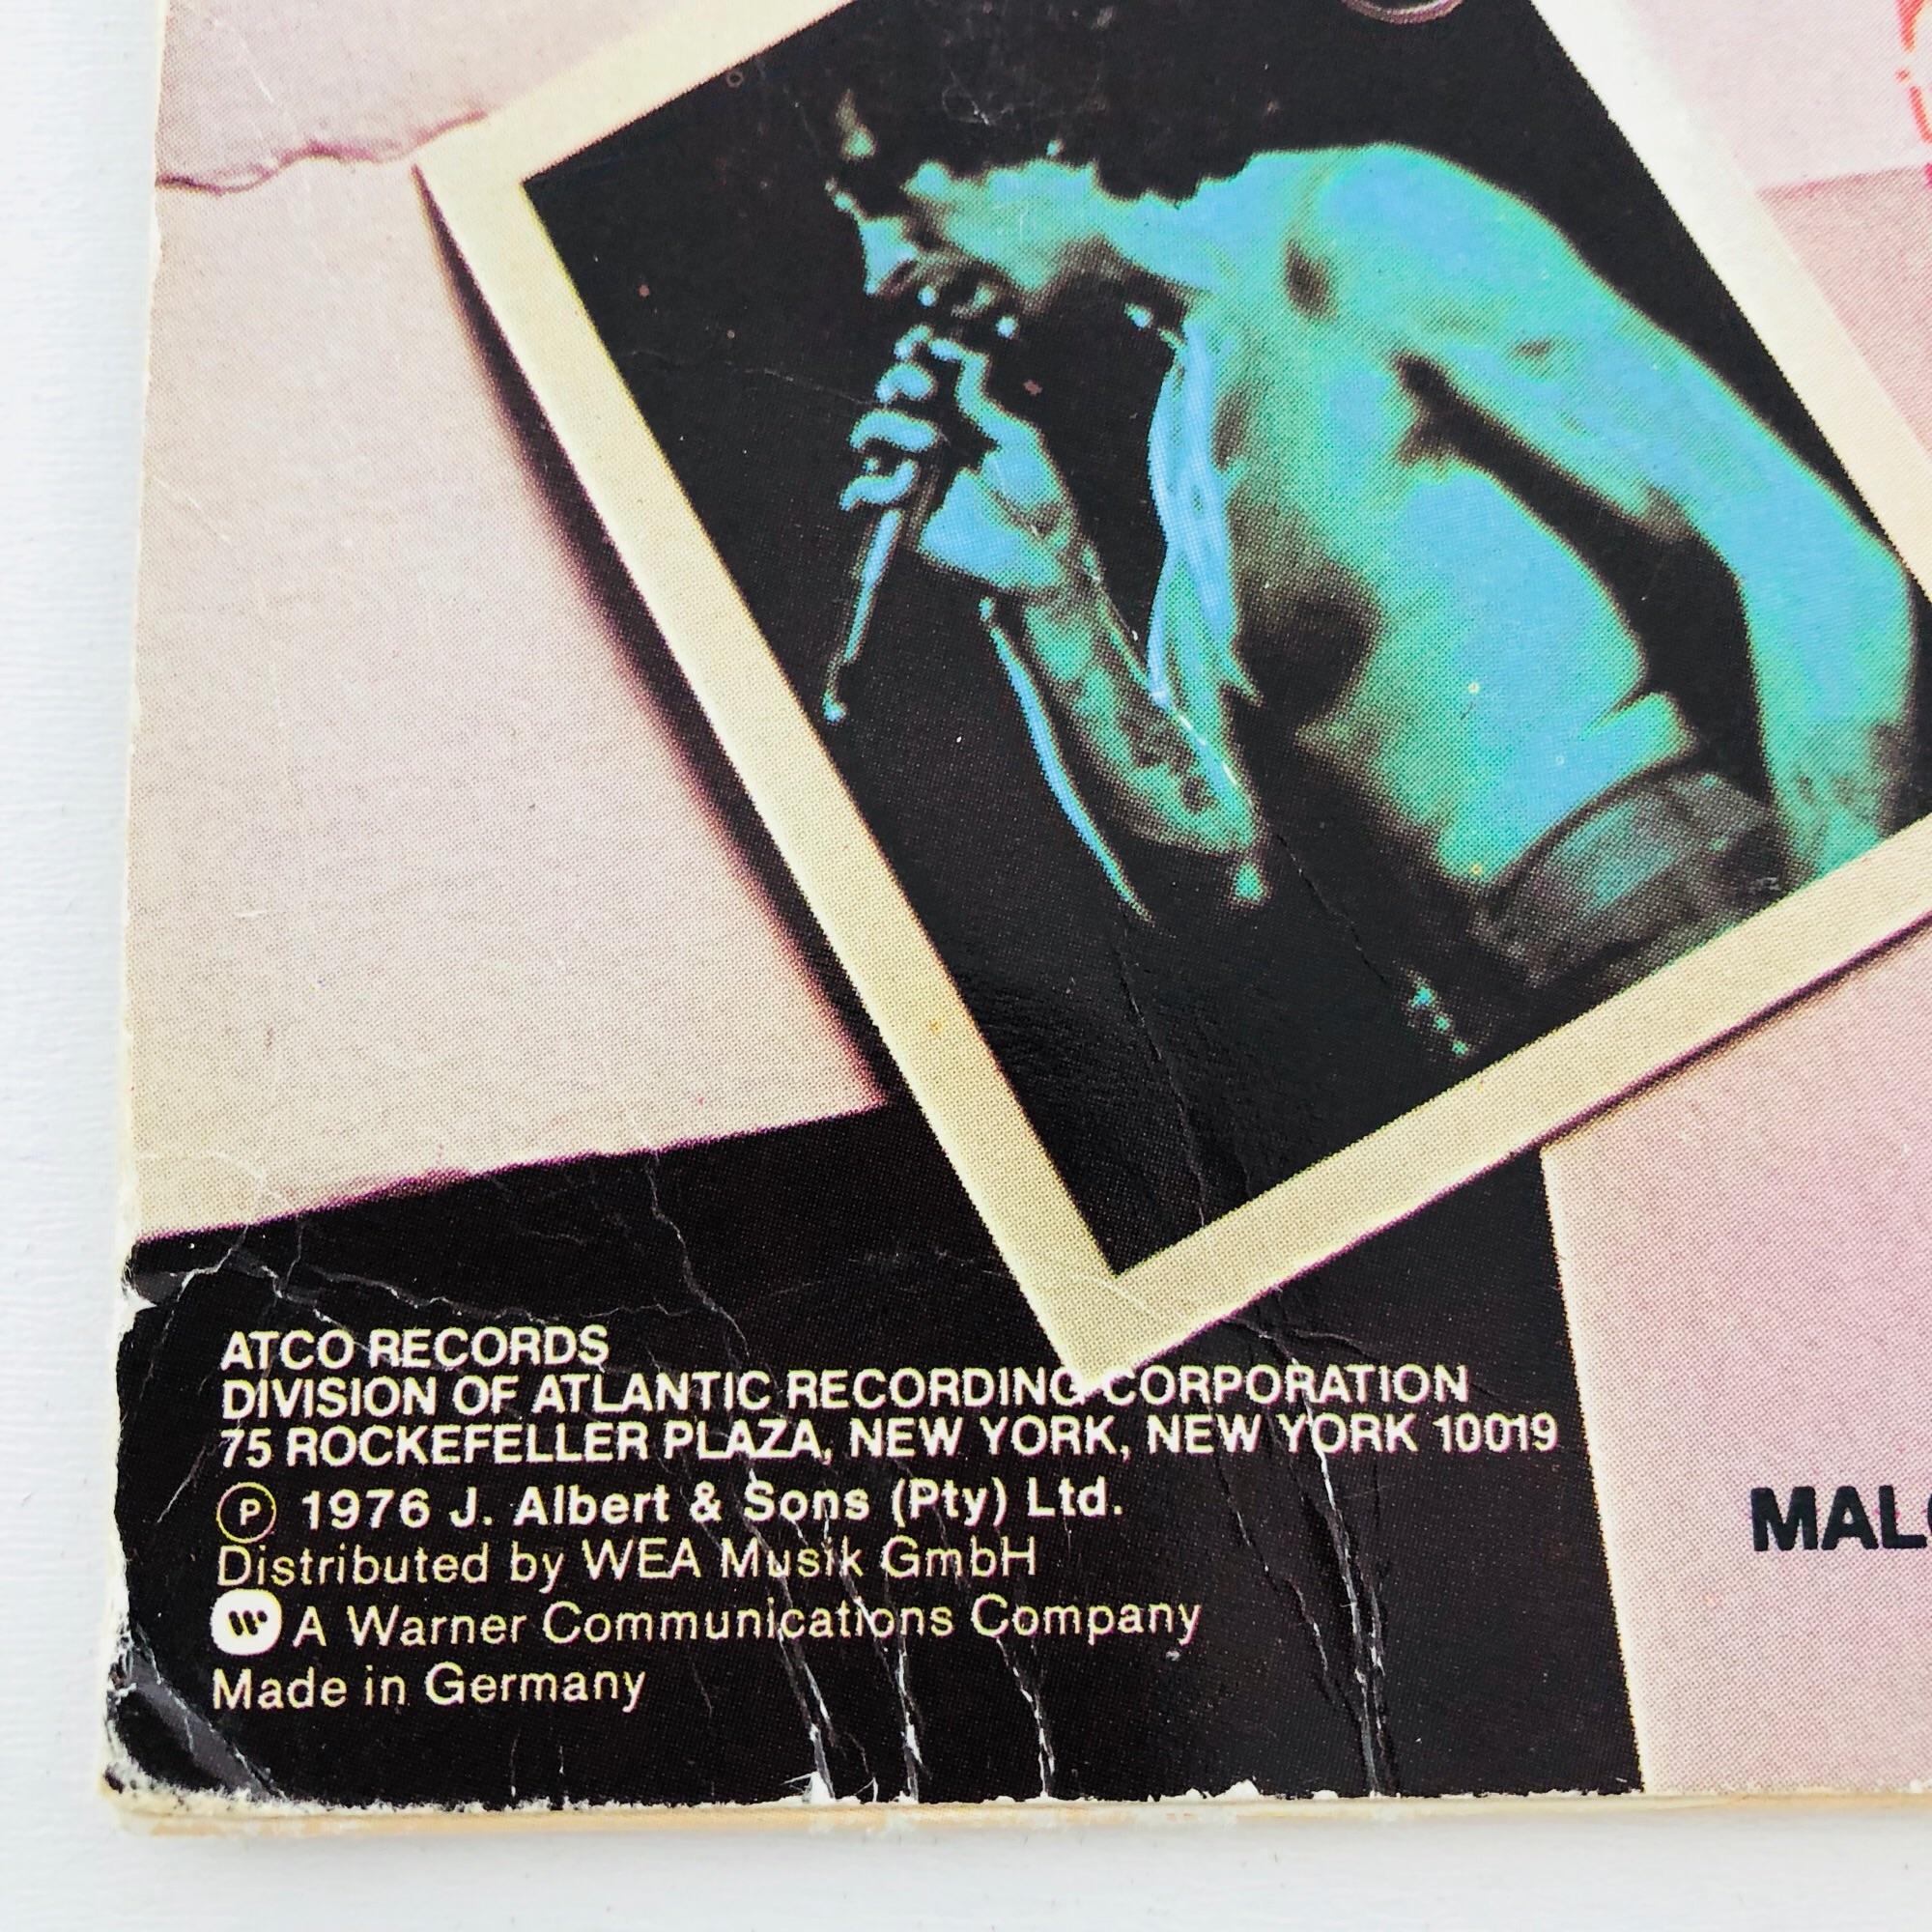 ATCO RECORDS
DIVISION OF ATLANTIC RECORDING CORPORATION
75 ROCKEFELLER PLAZA, NEW YORK, NEW YORK 10019
Ⓟ 1976 J. Albert & Sons (Pty) Ltd.
Distributed by WEA Musik GmbH
A Warner Communications Company
Made in Germany